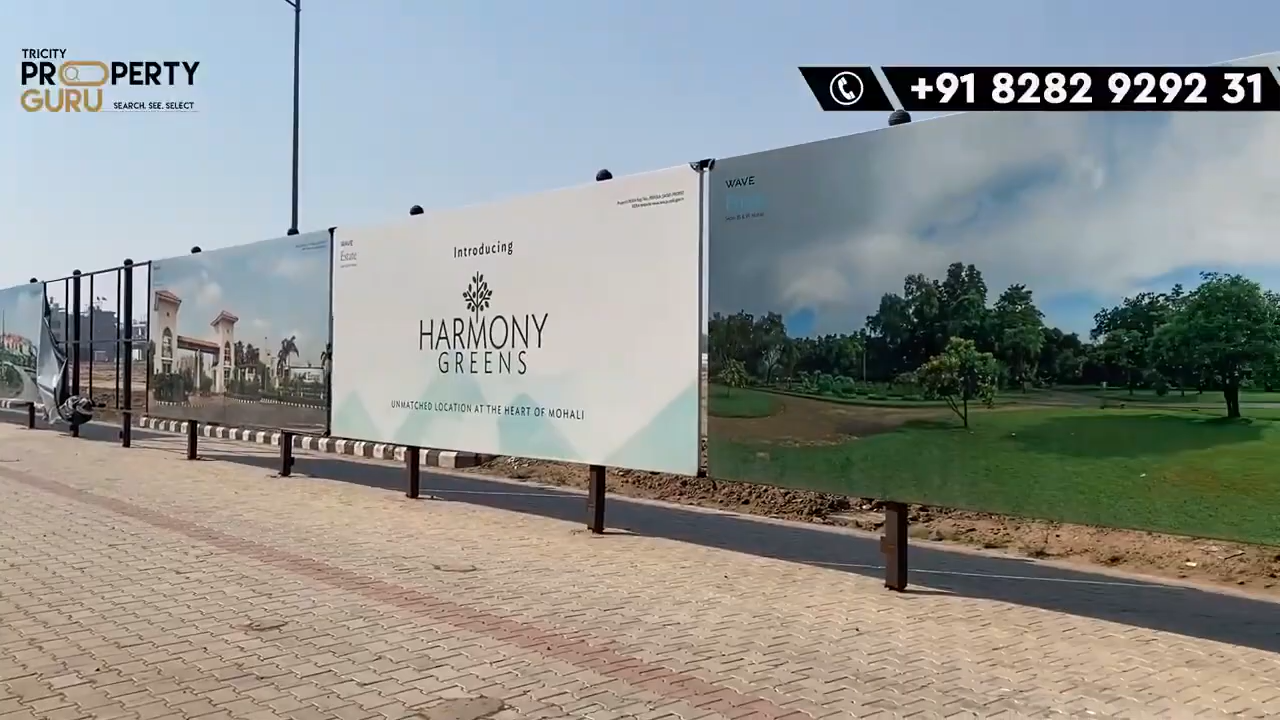 TRICITY
PROPERTY
GURU
SEARCH. SEE. SELECT
+91 8282 9292 31
WAVE
Estate
Introducing
HARMONY
GREENS
UNMATCHED LOCATION AT THE HEART OF MOHALI
WAVE
Estate